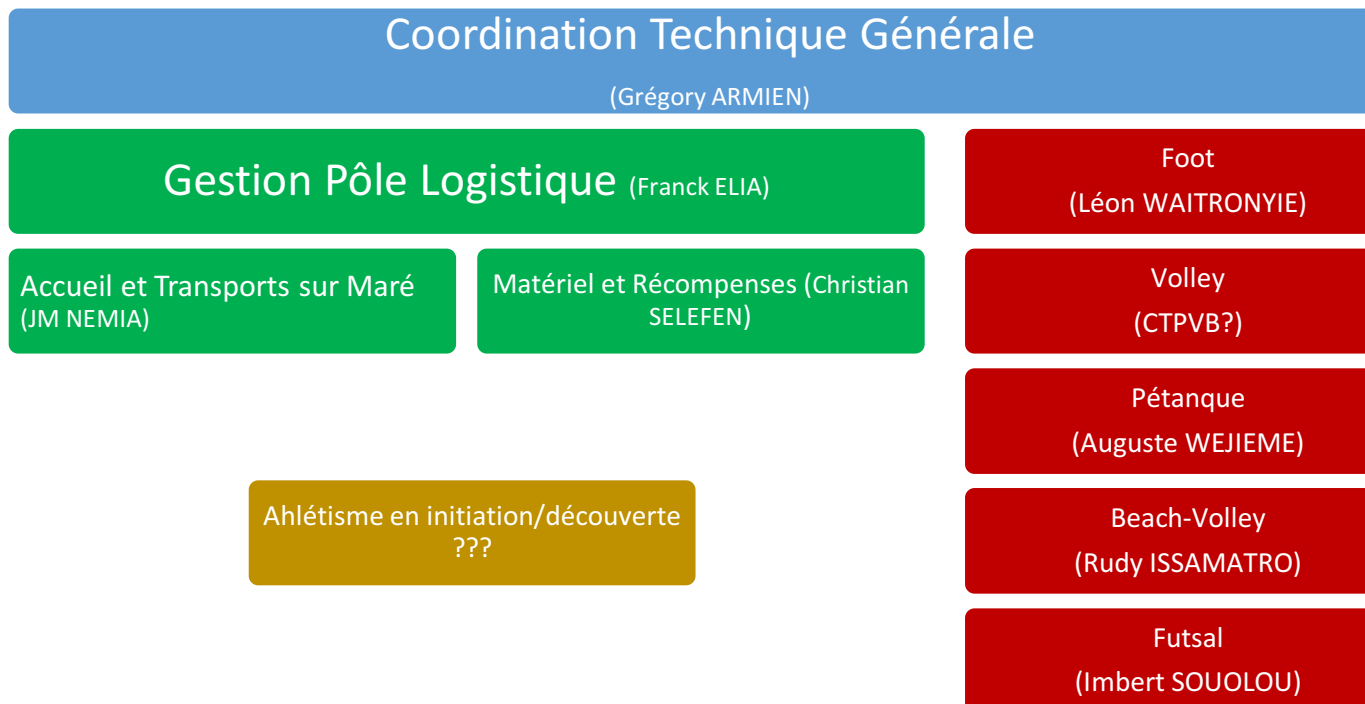 Coordination Technique Générale
(Grégory ARMIEN)
Gestion Pôle Logistique (Franck ELIA)
Accueil et Transports sur Maré
(JM NEMIA)
Matériel et Récompenses (Christian
SELEFEN)
Ahlétisme en initiation/découverte
???
Foot
(Léon WAITRONYIE)
Volley
(CTPVB?)
Pétanque
(Auguste WEJIEME)
Beach-Volley
(Rudy ISSAMATRO)
Futsal
(Imbert SOUOLOU)